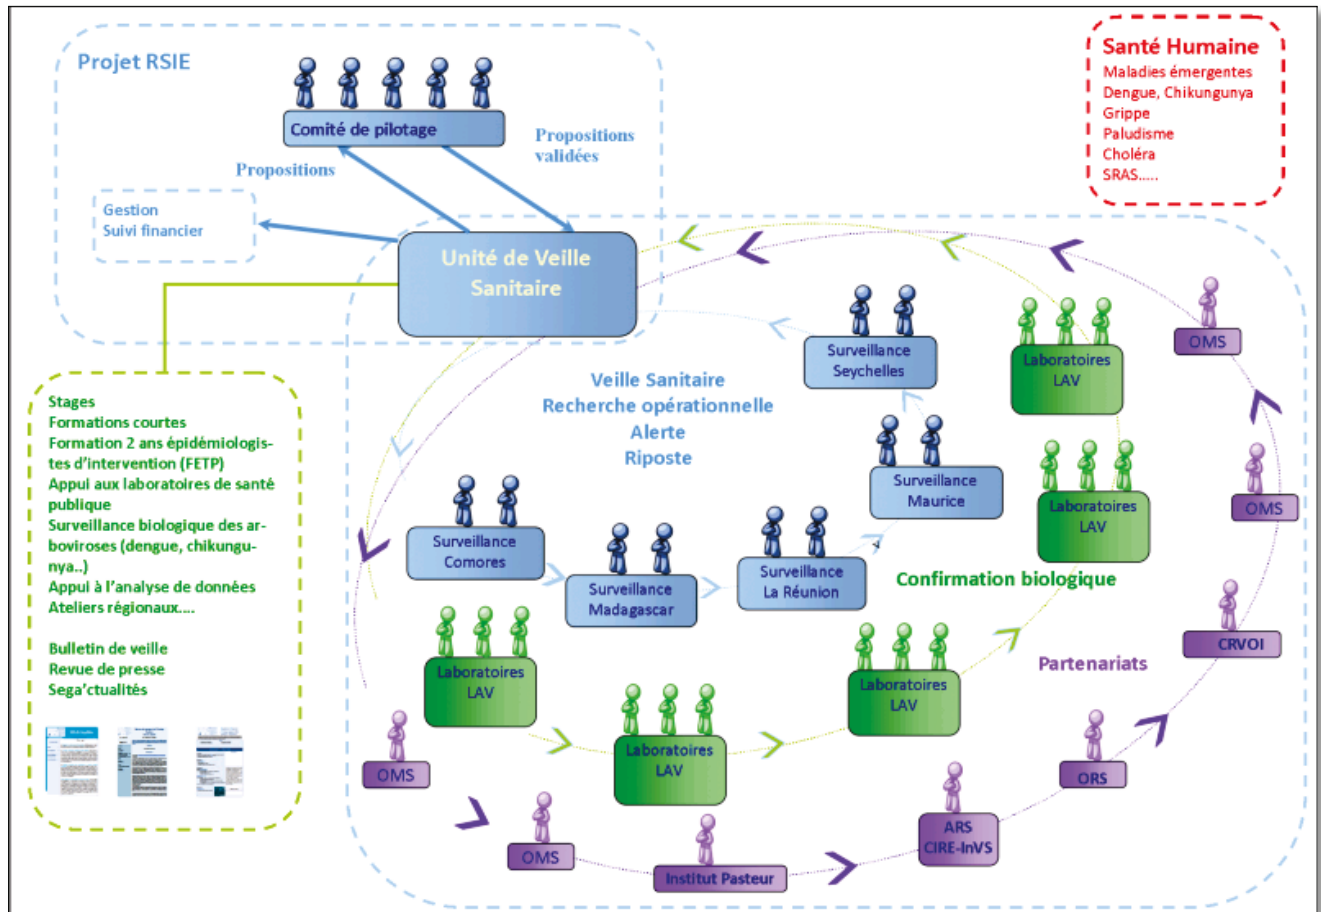 Projet RSIE
Comité de pilotage
Propositions
Propositions
validées
Gestion
Suivi financier
Unité de Veille
Sanitaire
Santé Humaine
Maladies émergentes
Dengue, Chikungunya
Grippe
Paludisme
Choléra
SRAS.....
Stages
Formations courtes
Formation 2 ans épidémiologis-
tes d'intervention (FETP)
Appui aux laboratoires de santé
publique
Surveillance biologique des ar-
boviroses (dengue, chikungu-
nya..)
Appui à l'analyse de données
Ateliers régionaux....
Bulletin de veille
Revue de presse
Sega'ctualités
Veille Sanitaire
Recherche opérationnelle
Alerte
Riposte
Surveillance
Seychelles
Surveillance
Maurice
Surveillance
Comores
Surveillance
Madagascar
Surveillance
La Réunion
Laboratoires
LAV
Laboratoires
LAV
Confirmation biologique
Laboratoires
LAV
Laboratoires
LAV
Laboratoires
LAV
Partenariats
OMS
OMS
CRVOI
ORS
ARS
CIRE-InVS
Institut Pasteur
OMS
OMS